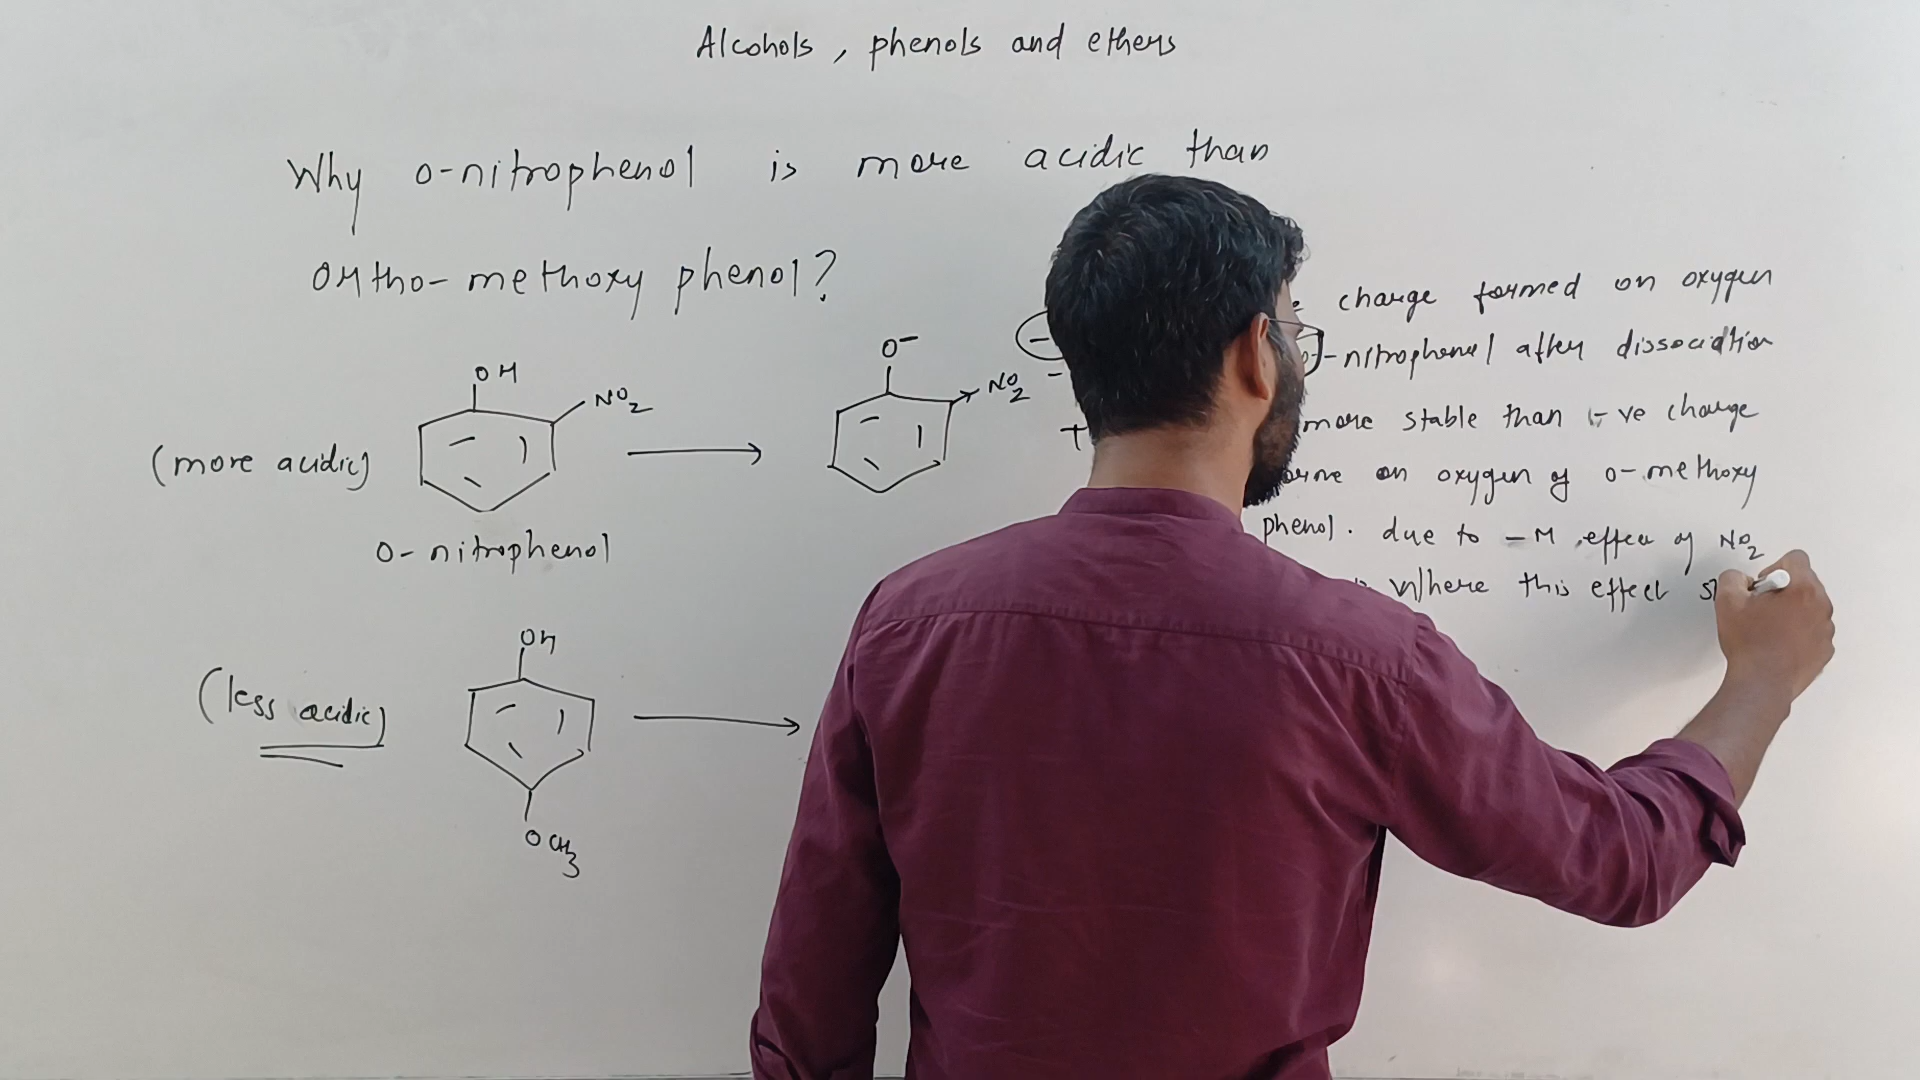 Alcohols, phenols and ethers
Why o-nitrophenol is more acidic than
ortho-methoxy phenol?
charge formed on oxygen
-nitrophenol after dissociation
more stable than -ve charge
on oxygen of o-methoxy
phenol. due to -M effect of NO2
Where this effect
OH
NO2
(more acidic)
o-nitrophenol
O-
NO2
(less acidic)
OH
OCH3